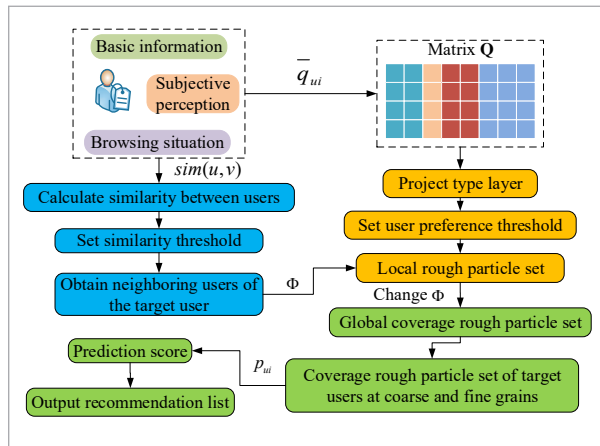 Basic information
Subjective
perception
Browsing situation
q̅ui
Matrix Q
sim(u, v)
Calculate similarity between users
Set similarity threshold
Obtain neighboring users of
the target user
Φ
Project type layer
Set user preference threshold
Local rough particle set
Change Φ
Global coverage rough particle set
Prediction score
pui
Coverage rough particle set of target
users at coarse and fine grains
Output recommendation list